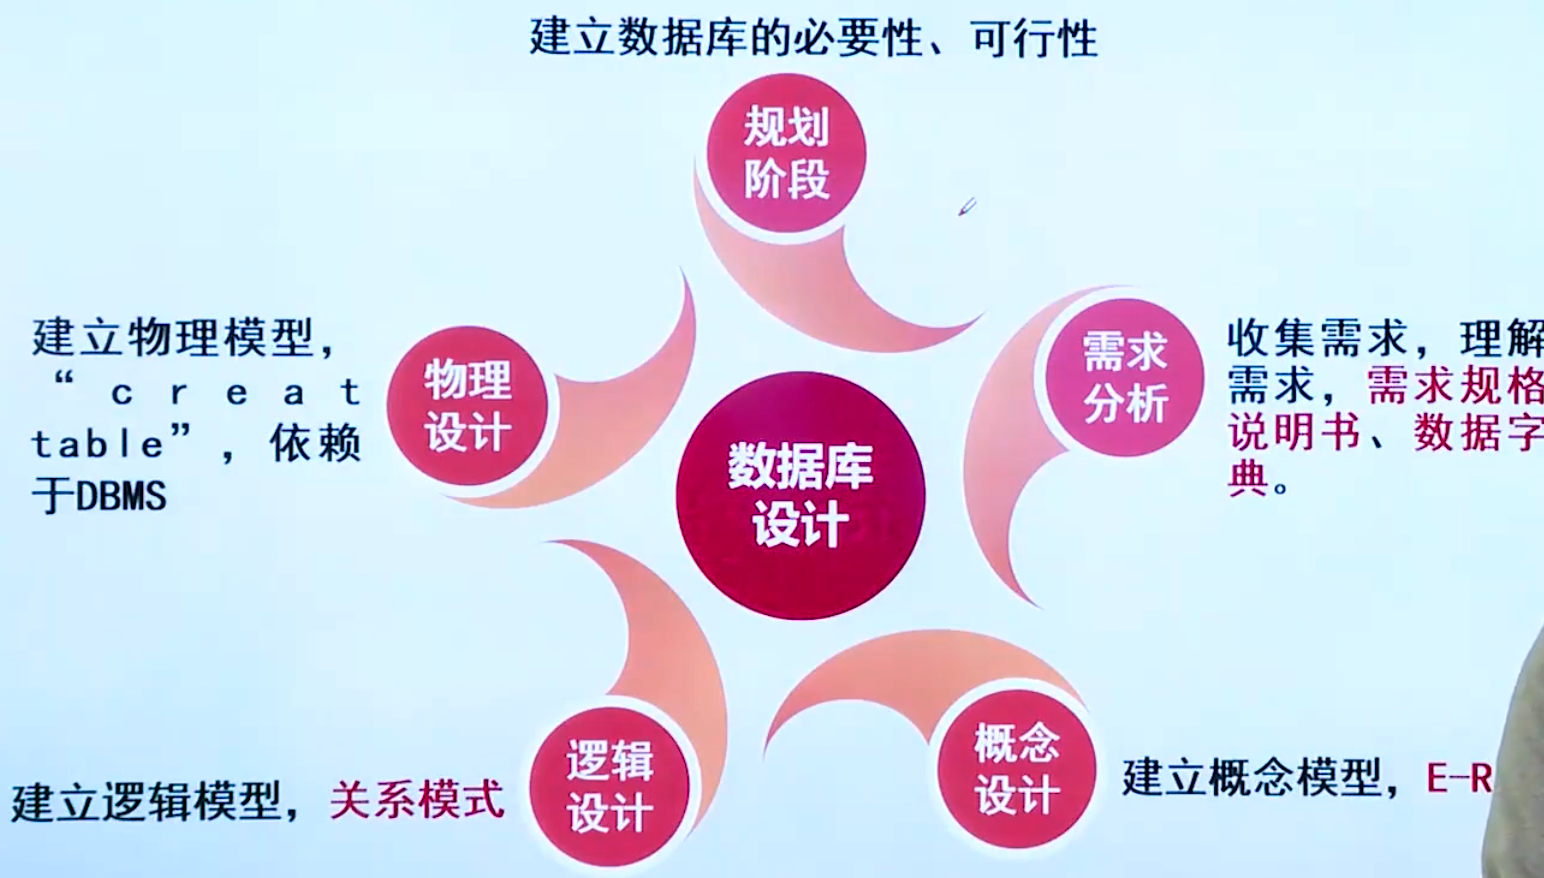 建立数据库的必要性、可行性
规划
阶段
需求
分析
收集需求，理解
需求，需求规格
说明书、数据字
典。
概念
设计
建立概念模型，E-R
逻辑
设计
建立逻辑模型，关系模式
物理
设计
建立物理模型，
“creat
table”，依赖
于DBMS
数据库
设计